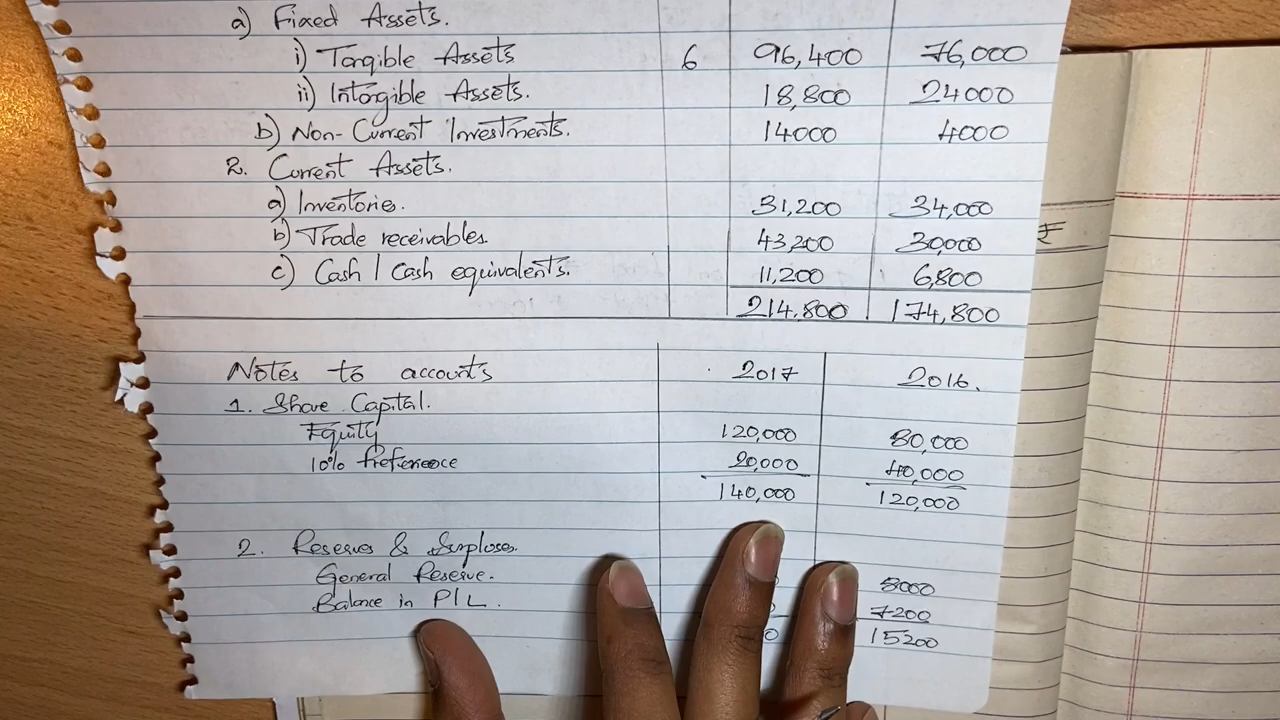 a) Fixed Assets.
i) Tangible Assets 6 96,400 76,000
ii) Intangible Assets. 18,800 24000
b) Non-Current Investments. 14000 4000
2. Current Assets.
a) Inventories. 31,200 34,000
b) Trade receivables. 43,200 30,000
c) Cash / Cash equivalents. 11,200 6,800
214,800 174,800
₹
Notes to accounts 2017 2016.
1. Share Capital.
Equity 120,000 80,000
10% Preference 20,000 40,000
140,000 120,000
2. Reserves & Surpluses.
General Reserve. 8000
Balance in P/L. 7200
0 15200